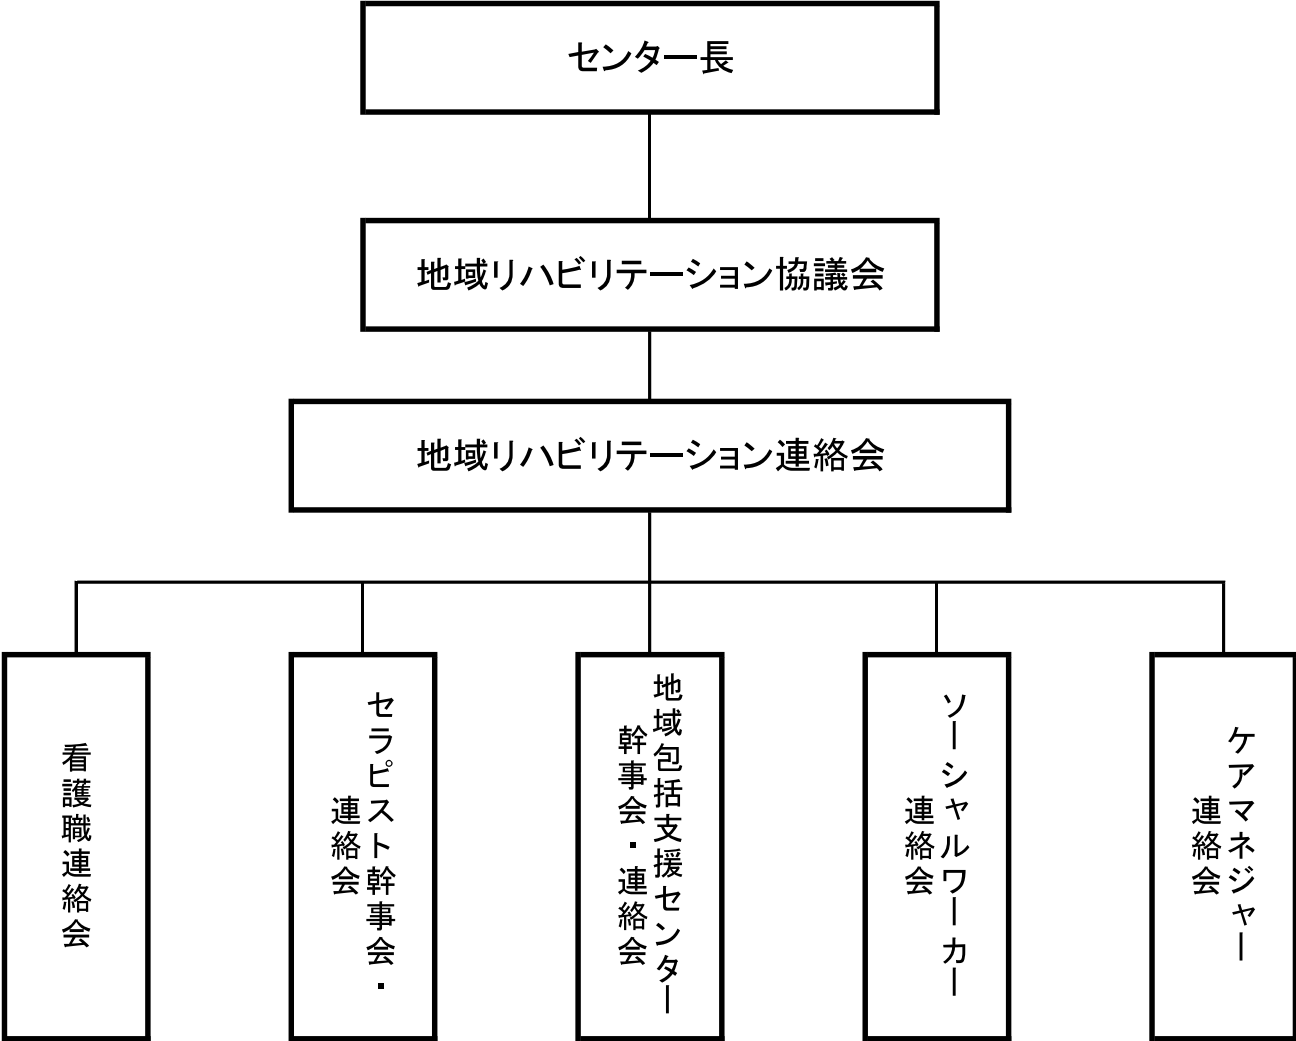 センター長
地域リハビリテーション協議会
地域リハビリテーション連絡会
看護職連絡会
セラピスト幹事会・
連絡会
地域包括支援センター
幹事会・連絡会
ソーシャルワーカー
連絡会
ケアマネジャー
連絡会